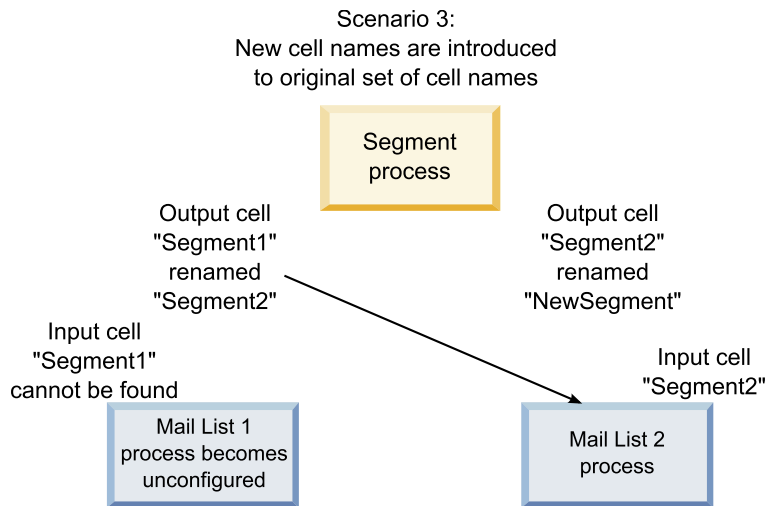 Scenario 3:
New cell names are introduced
to original set of cell names
Segment
process
Output cell
"Segment1"
renamed
"Segment2"
Output cell
"Segment2"
renamed
"NewSegment"
Input cell
"Segment1"
cannot be found
Input cell
"Segment2"
Mail List 1
process becomes
unconfigured
Mail List 2
process